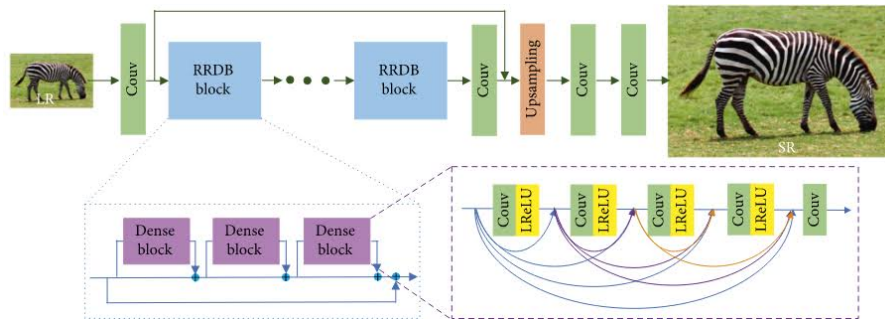 LR
Couv
RRDB
block
RRDB
block
Couv
Upsampling
Couv
Couv
SR
Dense
block
Dense
block
Dense
block
Couv
LReLU
Couv
LReLU
Couv
LReLU
Couv
LReLU
Couv